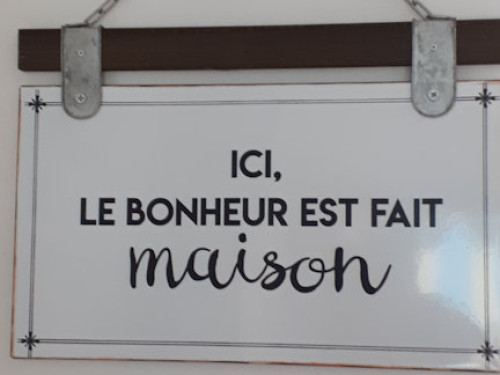 ICI,
LE BONHEUR EST FAIT
maison